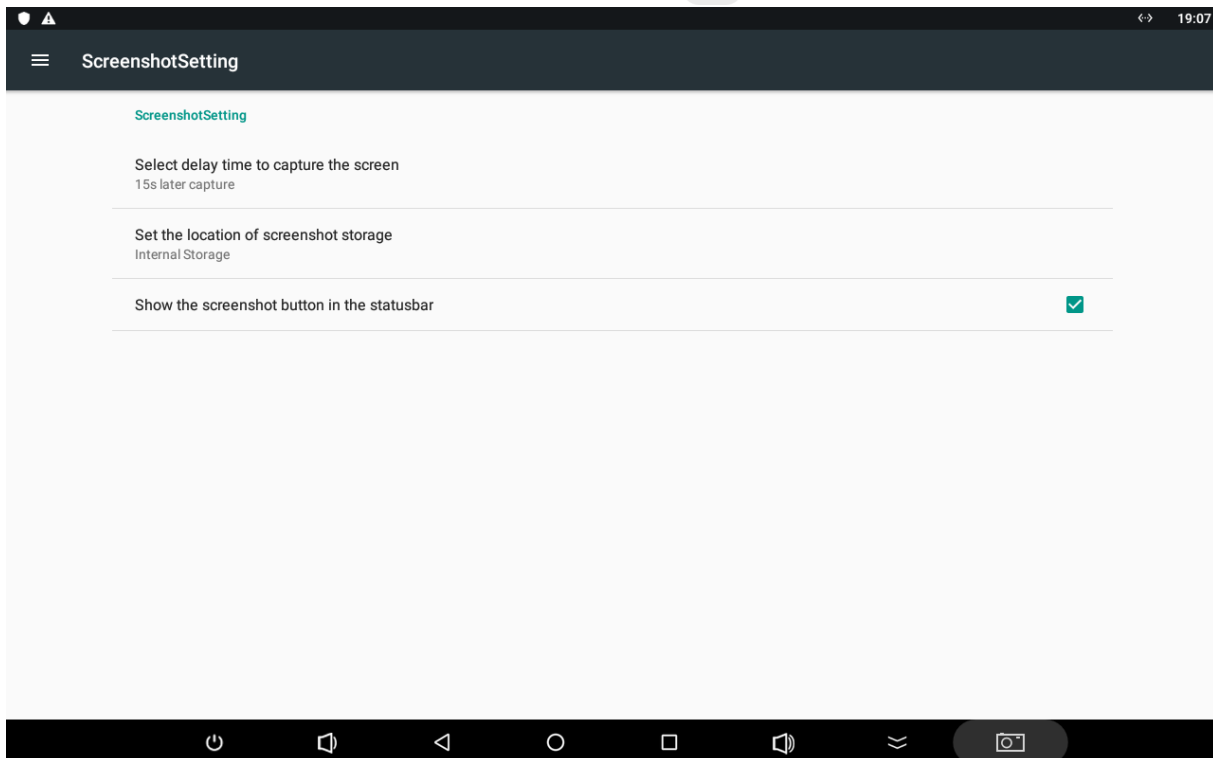 19:07
ScreenshotSetting
ScreenshotSetting
Select delay time to capture the screen
15s later capture
Set the location of screenshot storage
Internal Storage
Show the screenshot button in the statusbar